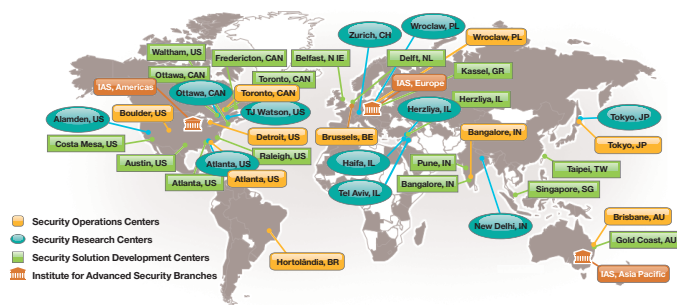 Wroclaw, PL
Zurich, CH
Wroclaw, PL
Waltham, US
Fredericton, CAN
Belfast, N IE
Delft, NL
Kassel, GR
Ottawa, CAN
Toronto, CAN
IAS, Americas
IAS, Europe
Ottawa, CAN
Toronto, CAN
Herzliya, IL
Herzliya, IL
Boulder, US
TJ Watson, US
Alamden, US
Tokyo, JP
Detroit, US
Brussels, BE
Bangalore, IN
Costa Mesa, US
Tokyo, JP
Raleigh, US
Austin, US
Atlanta, US
Haifa, IL
Pune, IN
Taipei, TW
Atlanta, US
Atlanta, US
Bangalore, IN
Tel Aviv, IL
Singapore, SG
Security Operations Centers
New Delhi, IN
Brisbane, AU
Security Research Centers
Gold Coast, AU
Security Solution Development Centers
Hortolândia, BR
Institute for Advanced Security Branches
IAS, Asia Pacific